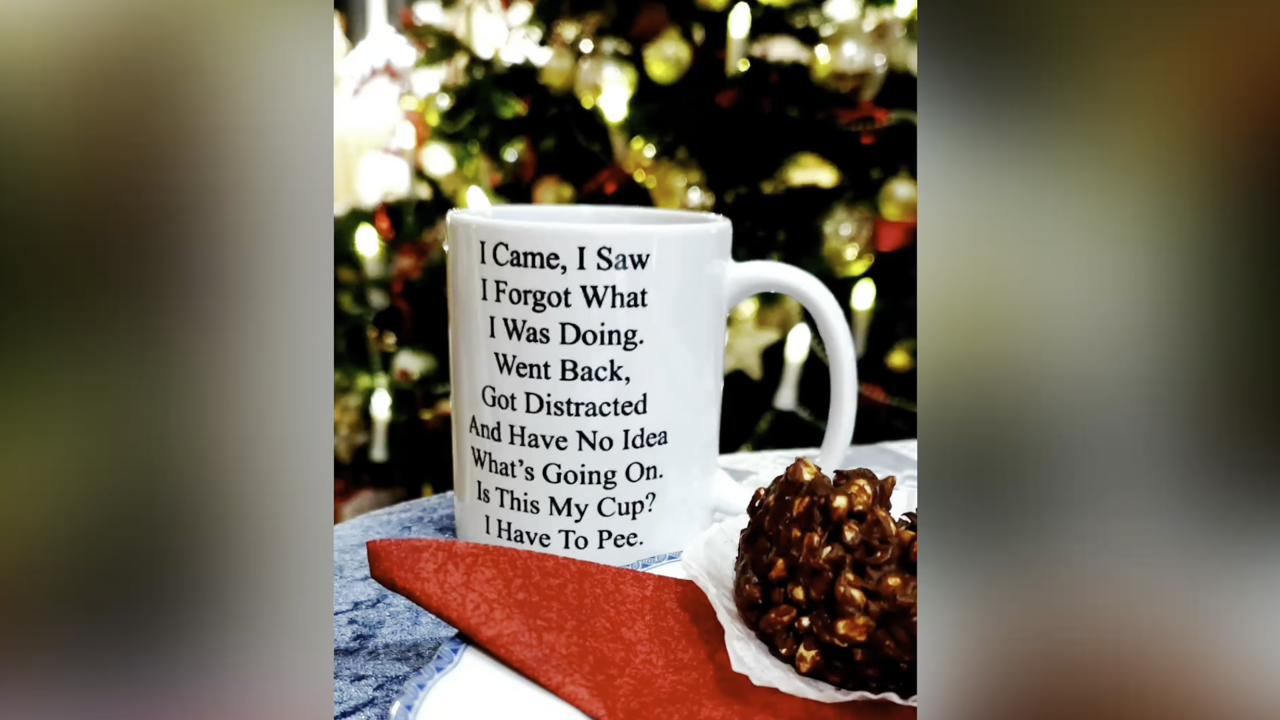 I Came, I Saw
I Forgot What
I Was Doing.
Went Back,
Got Distracted
And Have No Idea
What's Going On.
Is This My Cup?
I Have To Pee.